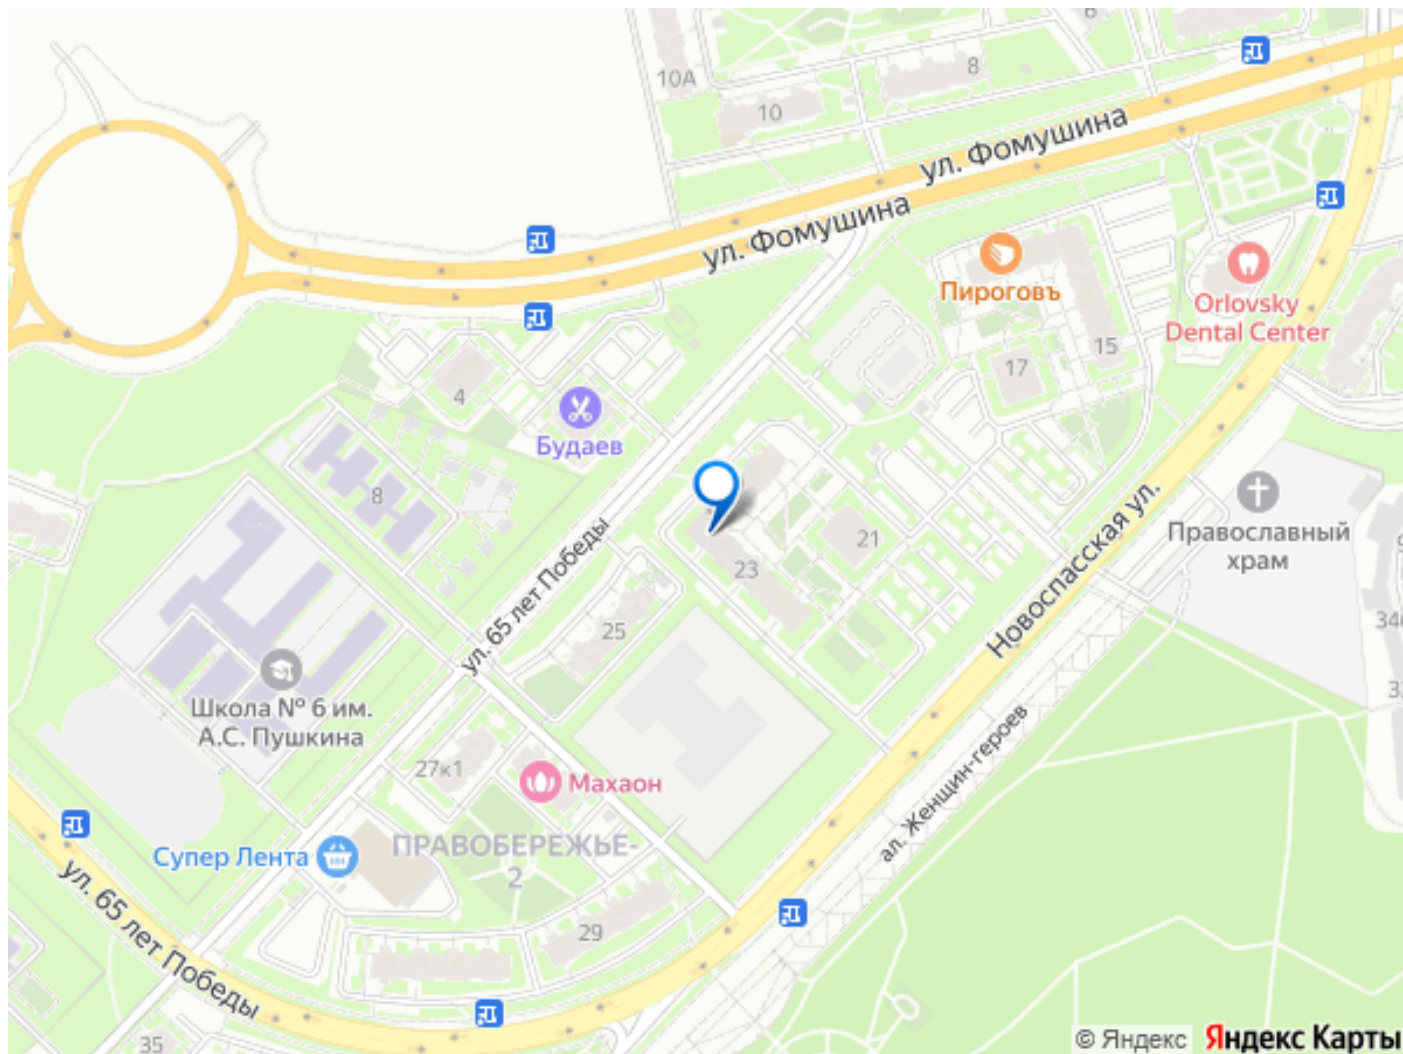 10А
8
10
ул. Фомушина
ул. Фомушина
Пироговъ
Orlovsky
Dental Center
15
17
4
Будаев
8
ул. 65 лет Победы
21
23
Новоспасская ул.
Православный
храм
25
Школа № 6 им.
А.С. Пушкина
27к1
Махаон
ал. Женщин-героев
Супер Лента
ПРАВОБЕРЕЖЬЕ-
2
ул. 65 лет Победы
29
35
© Яндекс Яндекс Карты